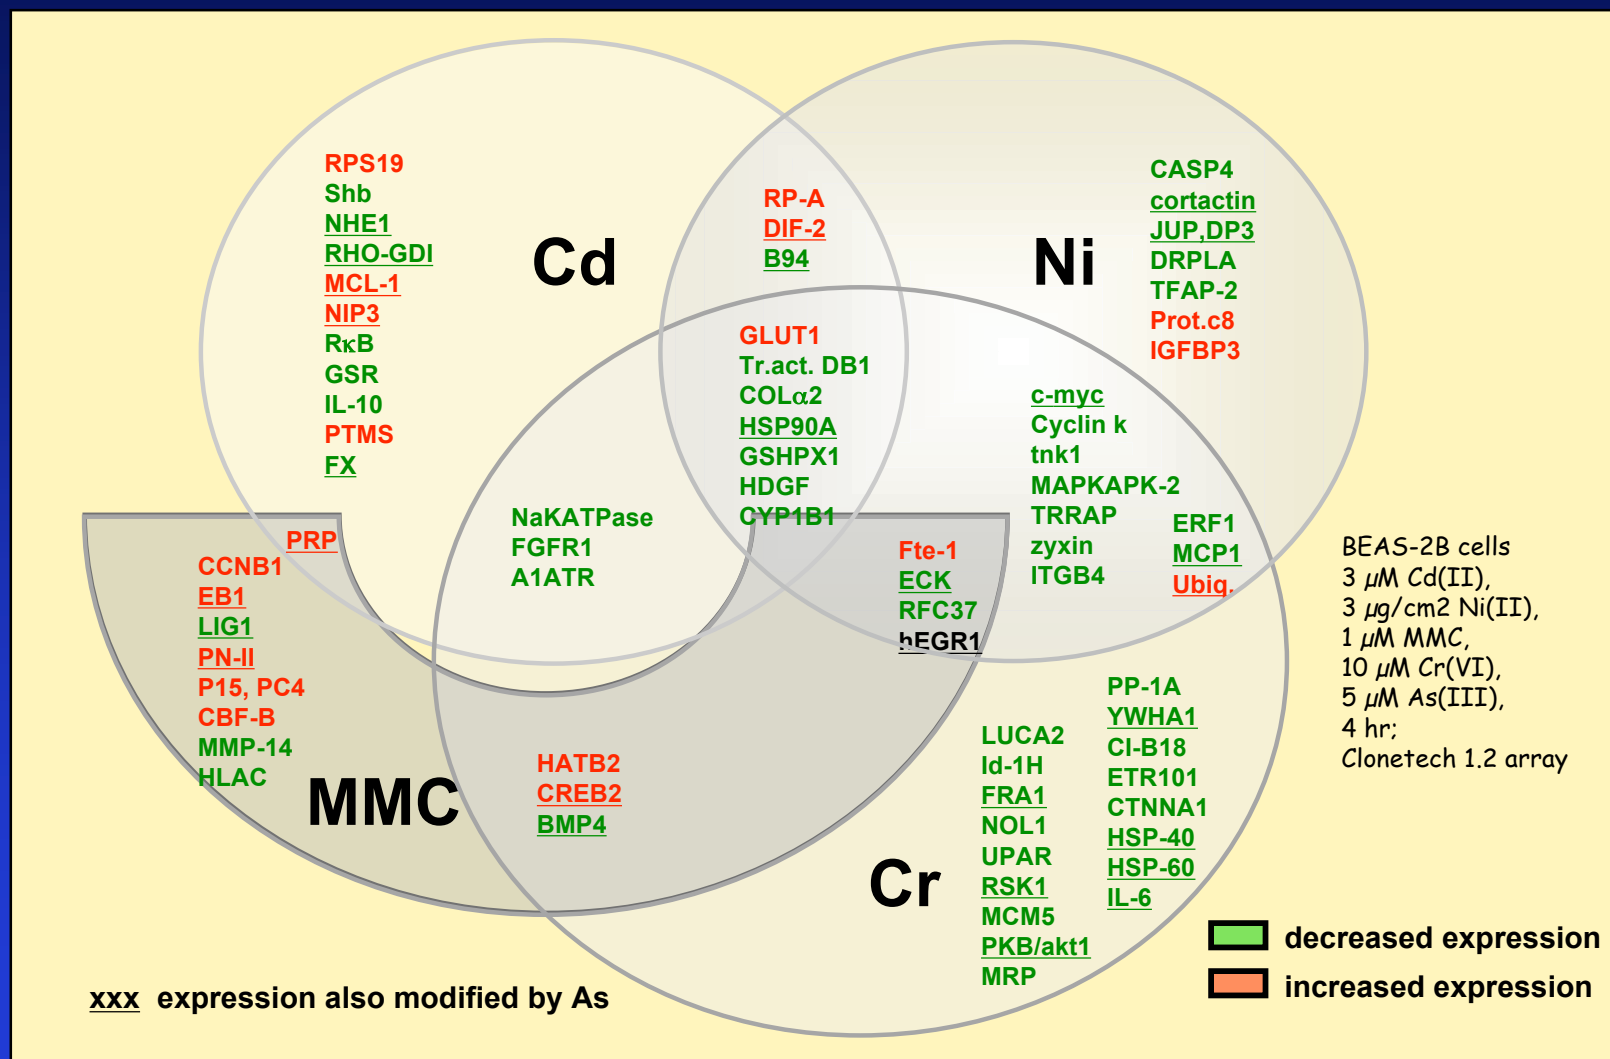 RPS19
Shb
NHE1
RHO-GDI
MCL-1
NIP3
RκB
GSR
IL-10
PTMS
FX
Cd
RP-A
DIF-2
B94
Ni
CASP4
cortactin
JUP,DP3
DRPLA
TFAP-2
Prot.c8
IGFBP3
GLUT1
Tr.act. DB1
COLα2
HSP90A
GSHPX1
HDGF
CYP1B1
c-myc
Cyclin k
tnk1
MAPKAPK-2
TRRAP
zyxin
ITGB4
ERF1
MCP1
Ubiq.
NaKATPase
FGFR1
A1ATR
Fte-1
ECK
RFC37
hEGR1
PRP
CCNB1
EB1
LIG1
PN-II
P15, PC4
CBF-B
MMP-14
HLAC
MMC
HATB2
CREB2
BMP4
Cr
LUCA2
Id-1H
FRA1
NOL1
UPAR
RSK1
MCM5
PKB/akt1
MRP
PP-1A
YWHA1
CI-B18
ETR101
CTNNA1
HSP-40
HSP-60
IL-6
BEAS-2B cells
3 µM Cd(II),
3 µg/cm2 Ni(II),
1 µM MMC,
10 µM Cr(VI),
5 µM As(III),
4 hr;
Clonetech 1.2 array
decreased expression
increased expression
xxx expression also modified by As